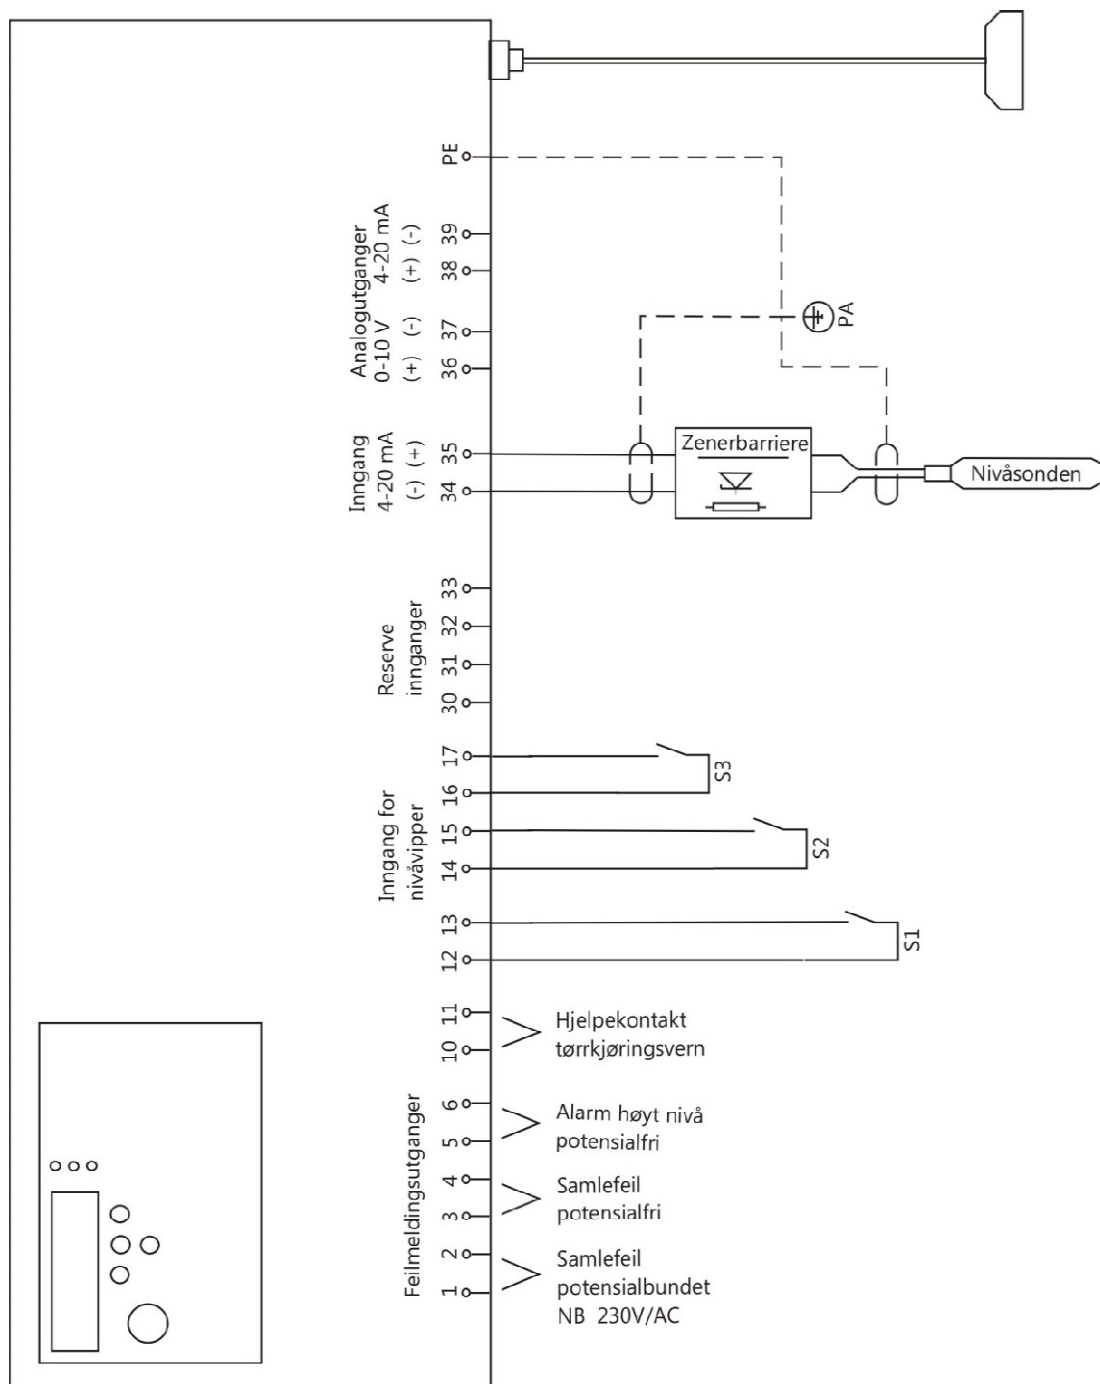 PE
Analogutganger
4-20 mA
(-)
39
(+)
38
0-10 V
(-)
37
(+)
36
PA
Inngang
4-20 mA
(+)
35
(-)
34
Zenerbarriere
Nivåsonden
Reserve
innganger
33
32
31
30
Inngang for
nivåvipper
17
16
S3
15
14
S2
13
12
S1
11
10
Hjelpekontakt
tørrkjøringsvern
Feilmeldingsutganger
6
5
Alarm høyt nivå
potensialfri
4
3
Samlefeil
potensialfri
2
1
Samlefeil
potensialbundet
NB 230V/AC